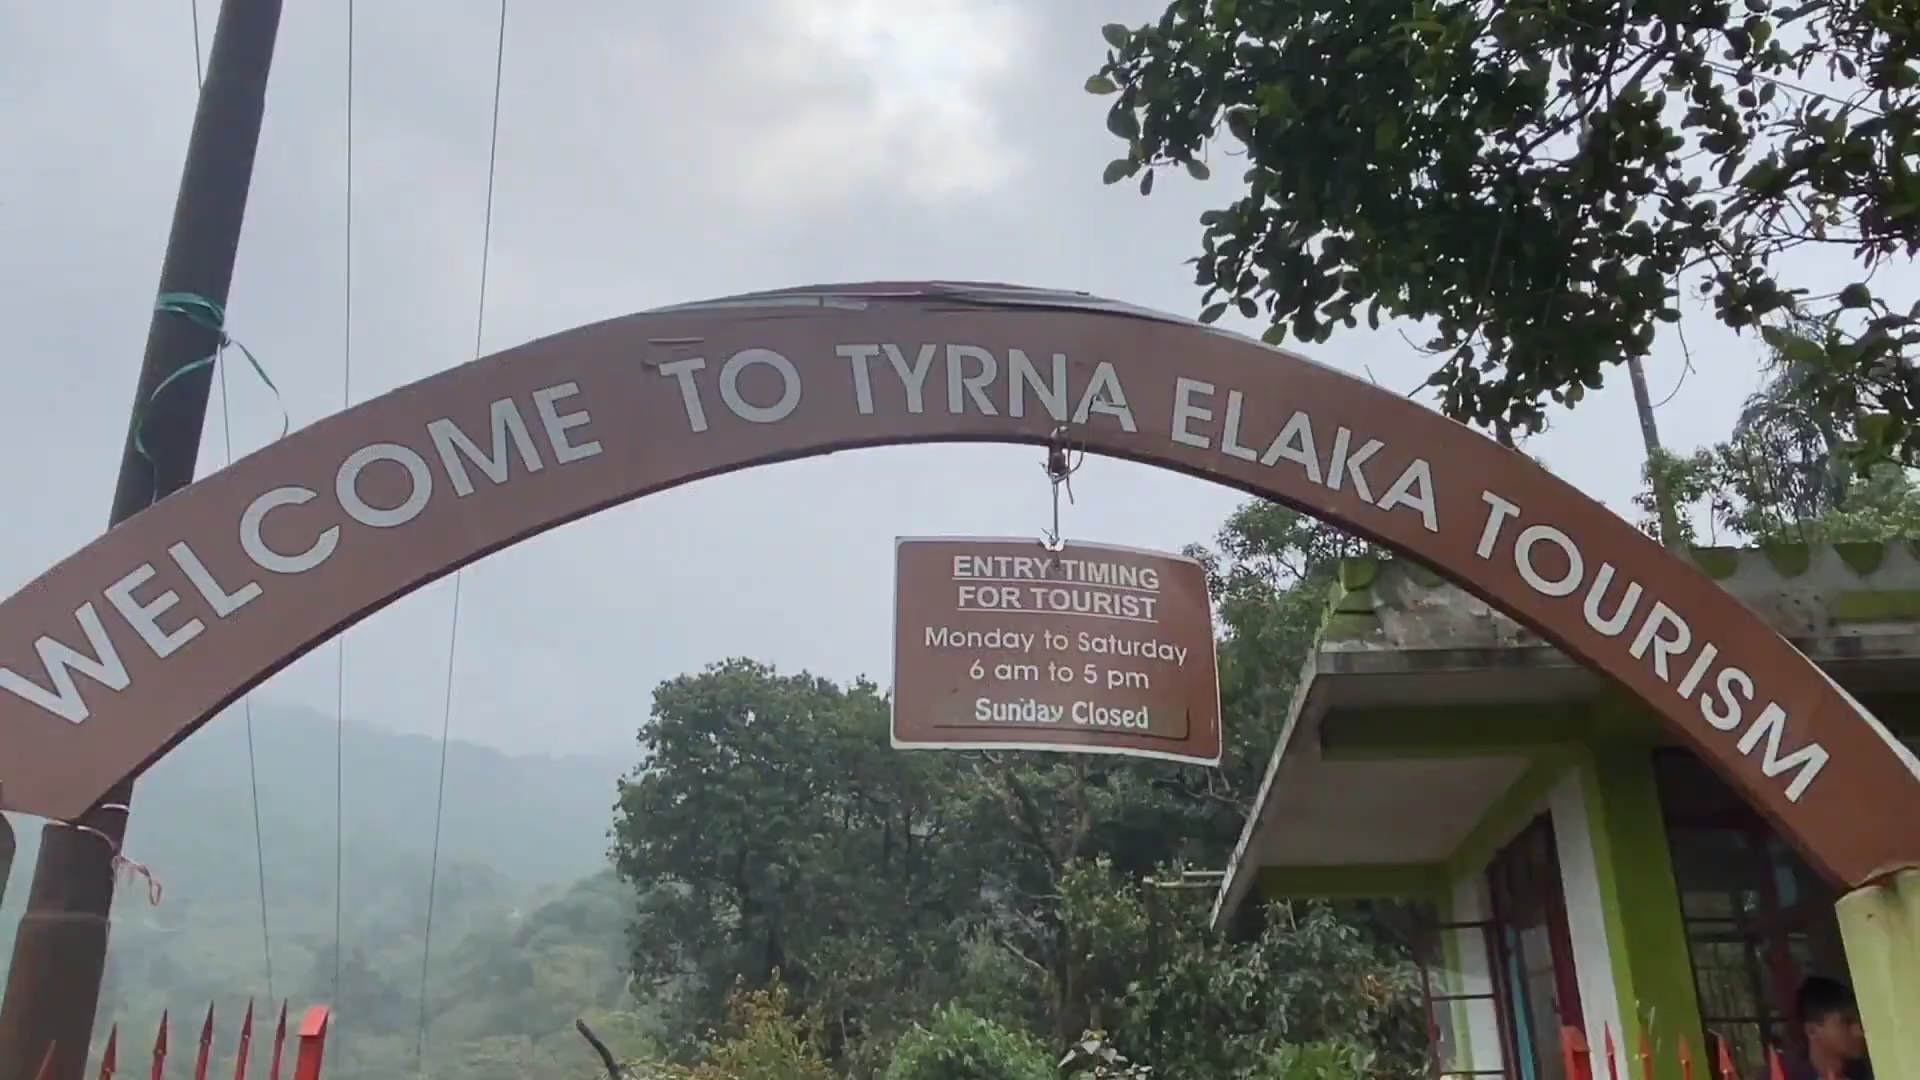 WELCOME TO TYRNA ELAKA TOURISM
ENTRY TIMING
FOR TOURIST
Monday to Saturday
6 am to 5 pm
Sunday Closed